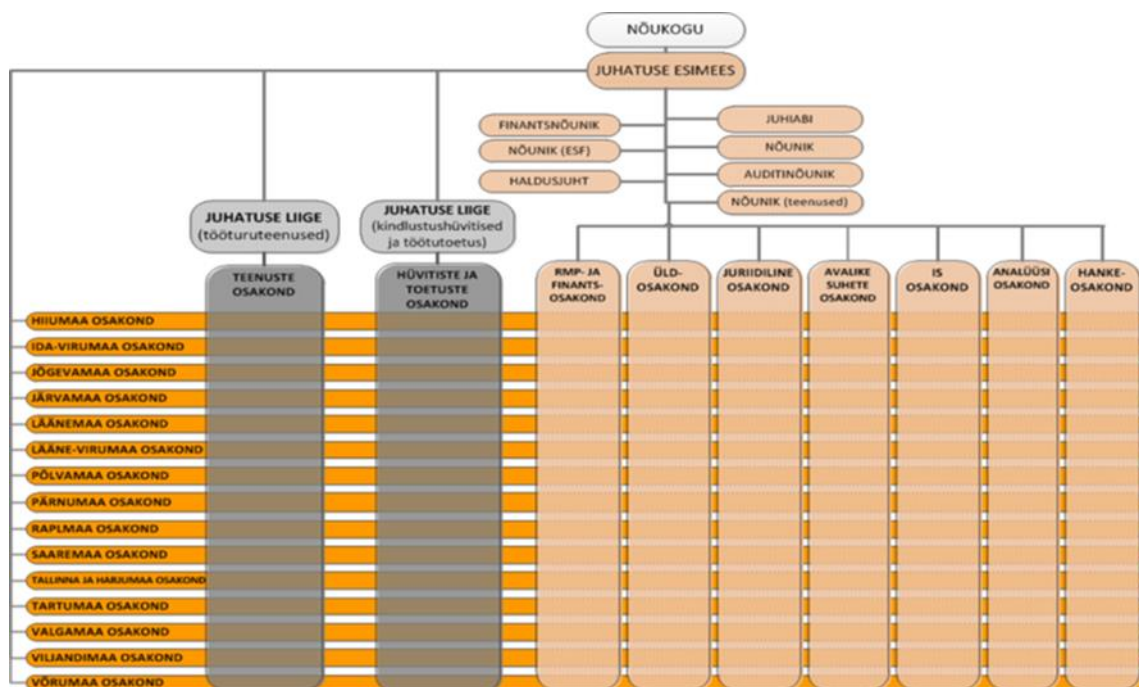 NÕUKOGU
JUHATUSE ESIMEES
FINANTSNÕUNIK
NÕUNIK (ESF)
HALDUSJUHT
JUHIABI
NÕUNIK
AUDITINÕUNIK
NÕUNIK (teenused)
JUHATUSE LIIGE
(tööturuteenused)
JUHATUSE LIIGE
(kindlustushüvitised
ja töötutoetus)
TEENUSTE
OSAKOND
HÜVITISTE JA
TOETUSTE
OSAKOND
RMP- JA
FINANTS-
OSAKOND
ÜLD-
OSAKOND
JURIIDILINE
OSAKOND
AVALIKE
SUHETE
OSAKOND
IS
OSAKOND
ANALÜÜSI
OSAKOND
HANKE-
OSAKOND
HIIUMAA OSAKOND
IDA-VIRUMAA OSAKOND
JÕGEVAMAA OSAKOND
JÄRVAMAA OSAKOND
LÄÄNEMAA OSAKOND
LÄÄNE-VIRUMAA OSAKOND
PÕLVAMAA OSAKOND
PÄRNUMAA OSAKOND
RAPLMAA OSAKOND
SAAREMAA OSAKOND
TALLINNA JA HARJUMAA OSAKOND
TARTUMAA OSAKOND
VALGAMAA OSAKOND
VILJANDIMAA OSAKOND
VÕRUMAA OSAKOND